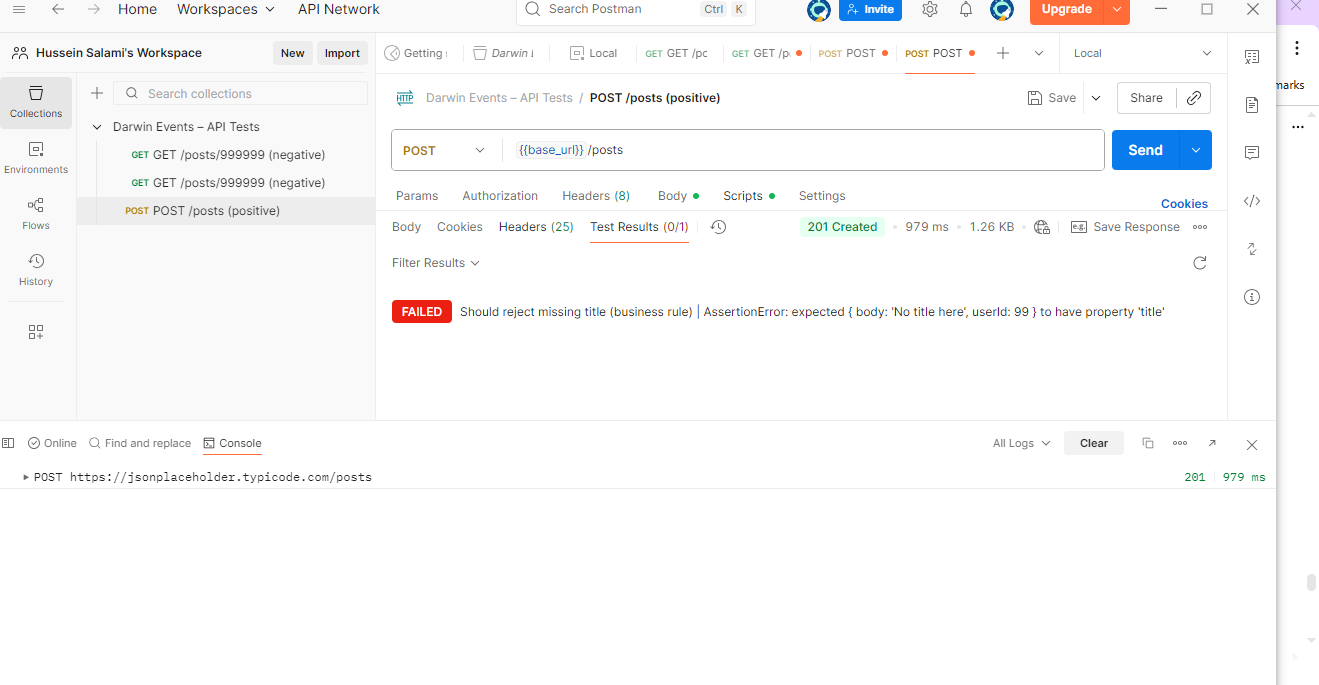 Home Workspaces API Network Search Postman Ctrl K Invite Upgrade
Hussein Salami's Workspace New Import Getting Darwin Local GET GET /pc GET GET /p POST POST POST POST Local
marks
Collections Search collections Darwin Events – API Tests / POST /posts (positive) Save Share
Darwin Events – API Tests
Environments GET GET /posts/999999 (negative) POST {{base_url}} /posts Send
GET GET /posts/999999 (negative)
Flows POST POST /posts (positive) Params Authorization Headers (8) Body Scripts Settings Cookies
Body Cookies Headers (25) Test Results (0/1) 201 Created 979 ms 1.26 KB e.g. Save Response
History Filter Results
FAILED Should reject missing title (business rule) | AssertionError: expected { body: 'No title here', userId: 99 } to have property 'title'
Online Find and replace Console All Logs Clear
POST https://jsonplaceholder.typicode.com/posts 201 979 ms